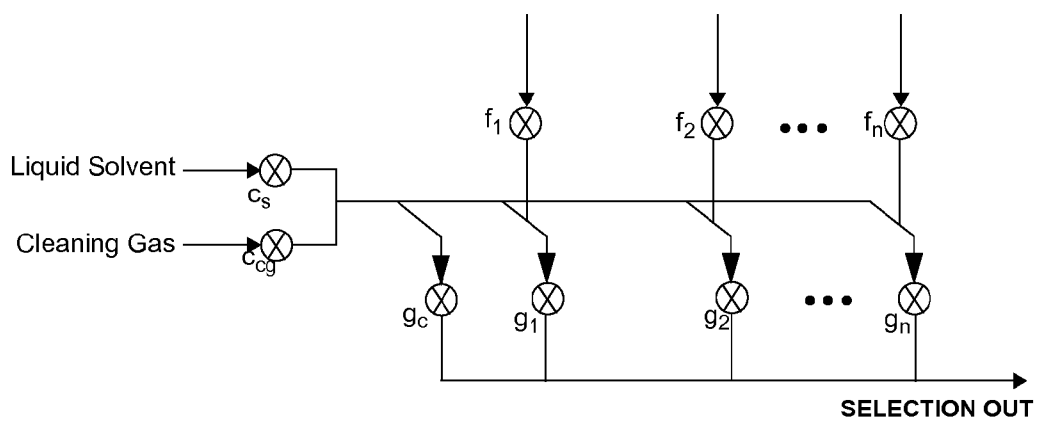 f1
f2
fn
Liquid Solvent
cs
Cleaning Gas
ccg
gc
g1
g2
gn
SELECTION OUT